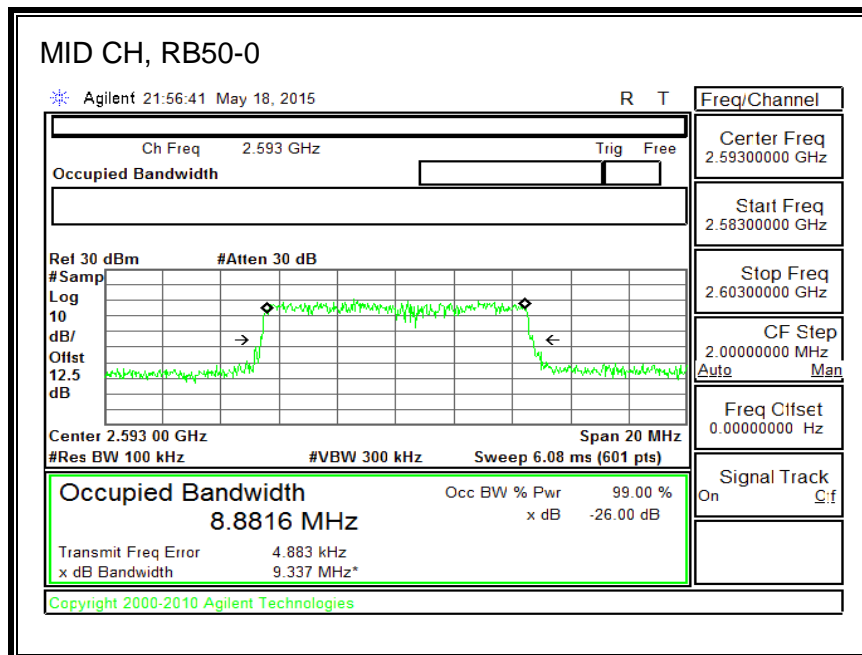 MID CH, RB50-0
Agilent 21:56:41 May 18, 2015 R T
Freq/Channel
Ch Freq 2.593 GHz Trig Free
Occupied Bandwidth
Center Freq
2.59300000 GHz
Start Freq
2.58300000 GHz
Stop Freq
2.60300000 GHz
CF Step
2.00000000 MHz
Auto Man
Freq Offset
0.00000000 Hz
Signal Track
On Off
Ref 30 dBm #Atten 30 dB
#Samp
Log
10
dB/
Offst
12.5
dB
Center 2.593 00 GHz Span 20 MHz
#Res BW 100 kHz #VBW 300 kHz Sweep 6.08 ms (601 pts)
Occupied Bandwidth
8.8816 MHz
Occ BW % Pwr 99.00 %
x dB -26.00 dB
Transmit Freq Error 4.883 kHz
x dB Bandwidth 9.337 MHz*
Copyright 2000-2010 Agilent Technologies